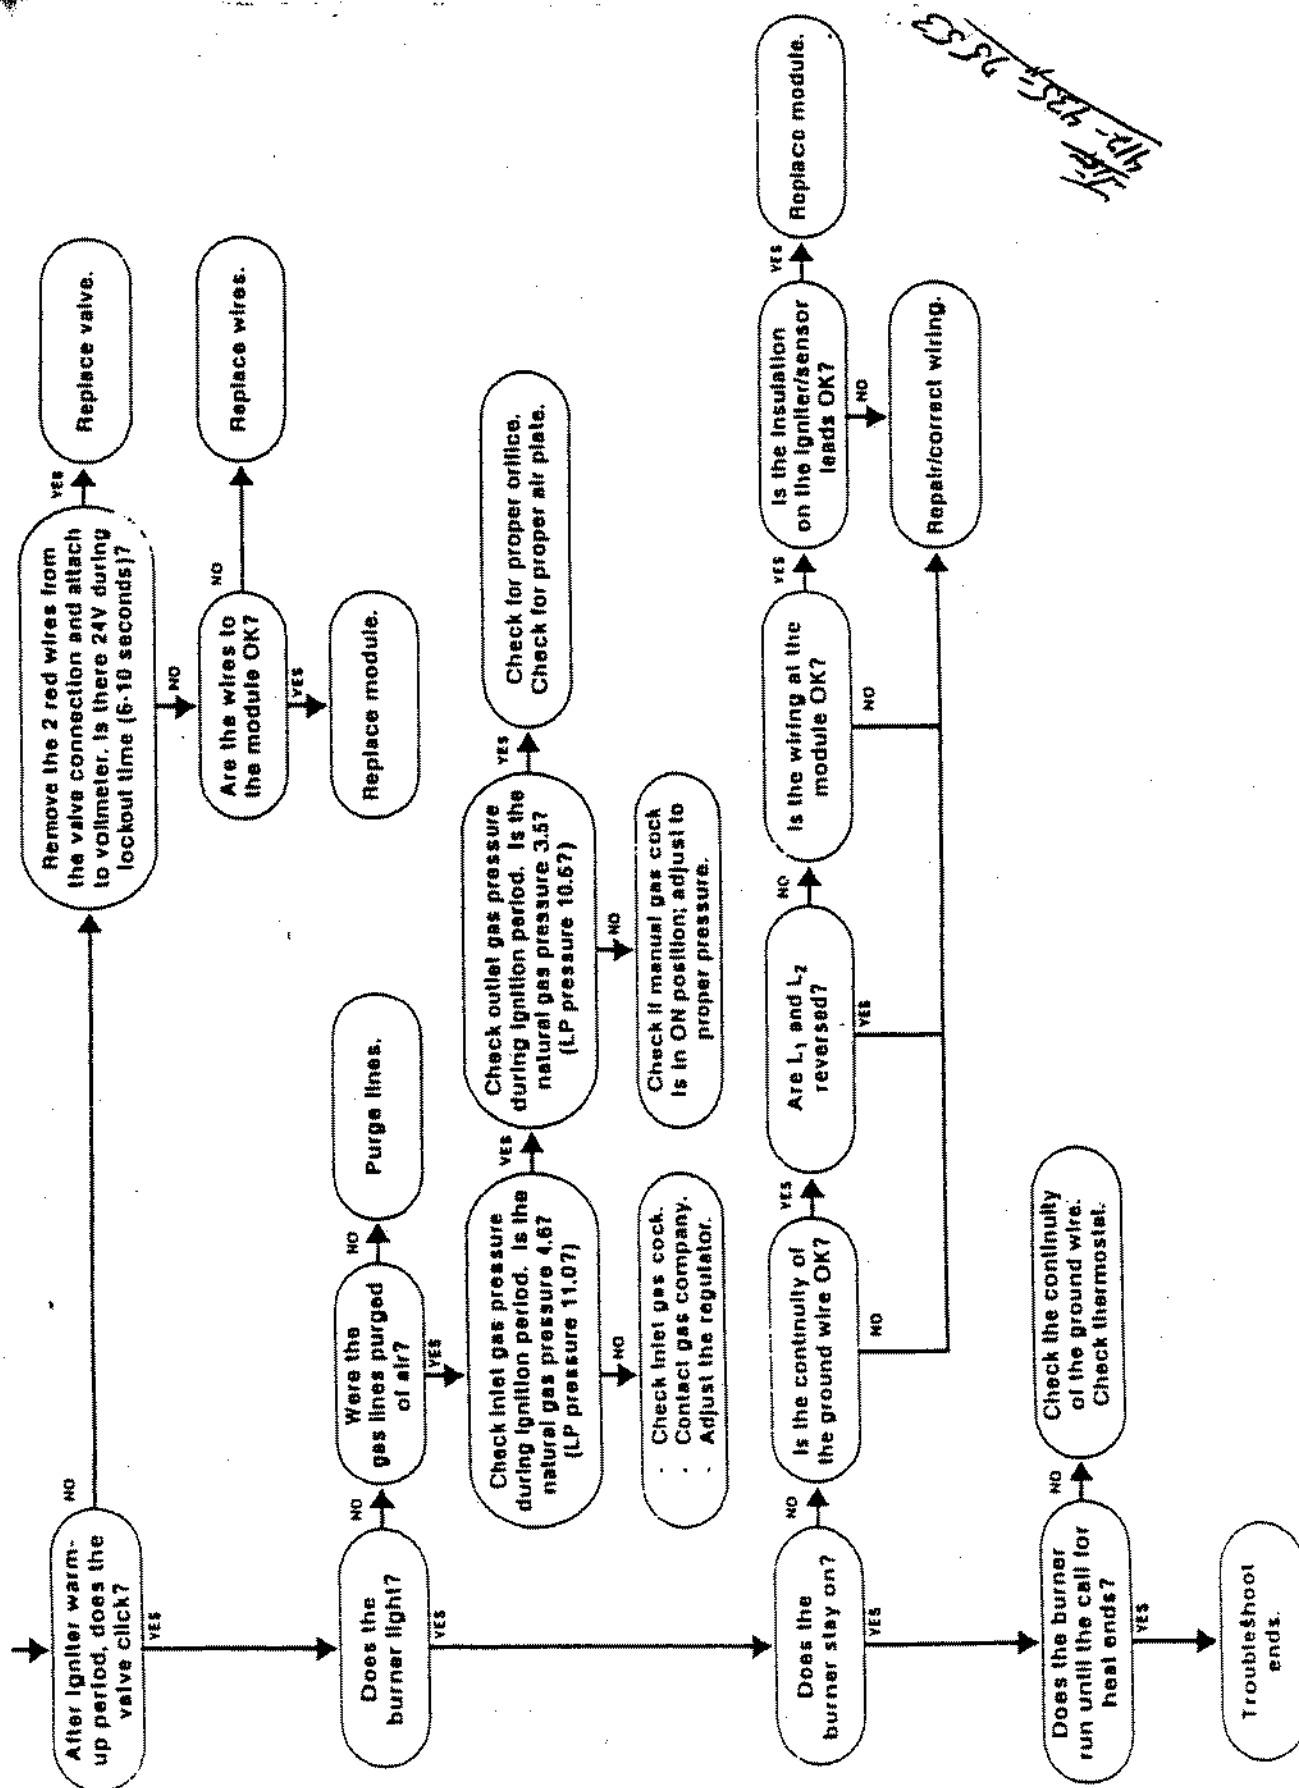 After igniter warm-
up period, does the
valve click?
NO
YES
Remove the 2 red wires from
the valve connection and attach
to voltmeter. Is there 24V during
lockout time (6-10 seconds)?
YES
NO
Replace valve.
Are the wires to
the module OK?
NO
YES
Replace wires.
Replace module.
Does the
burner light?
NO
YES
Were the
gas lines purged
of air?
NO
YES
Purge lines.
Check inlet gas pressure
during ignition period. Is the
natural gas pressure 4.6?
(LP pressure 11.0?)
YES
NO
Check outlet gas pressure
during ignition period. Is the
natural gas pressure 3.5?
(LP pressure 10.5?)
YES
NO
Check for proper orifice.
Check for proper air plate.
· Check inlet gas cock.
· Contact gas company.
· Adjust the regulator.
Check if manual gas cock
is in ON position; adjust to
proper pressure.
Does the
burner stay on?
NO
YES
Is the continuity of
the ground wire OK?
YES
NO
Are L1 and L2
reversed?
NO
YES
Is the wiring at the
module OK?
YES
NO
Is the insulation
on the igniter/sensor
leads OK?
YES
NO
Replace module.
Repair/correct wiring.
Does the burner
run until the call for
heat ends?
NO
YES
Check the continuity
of the ground wire.
Check thermostat.
Troubleshoot
ends.